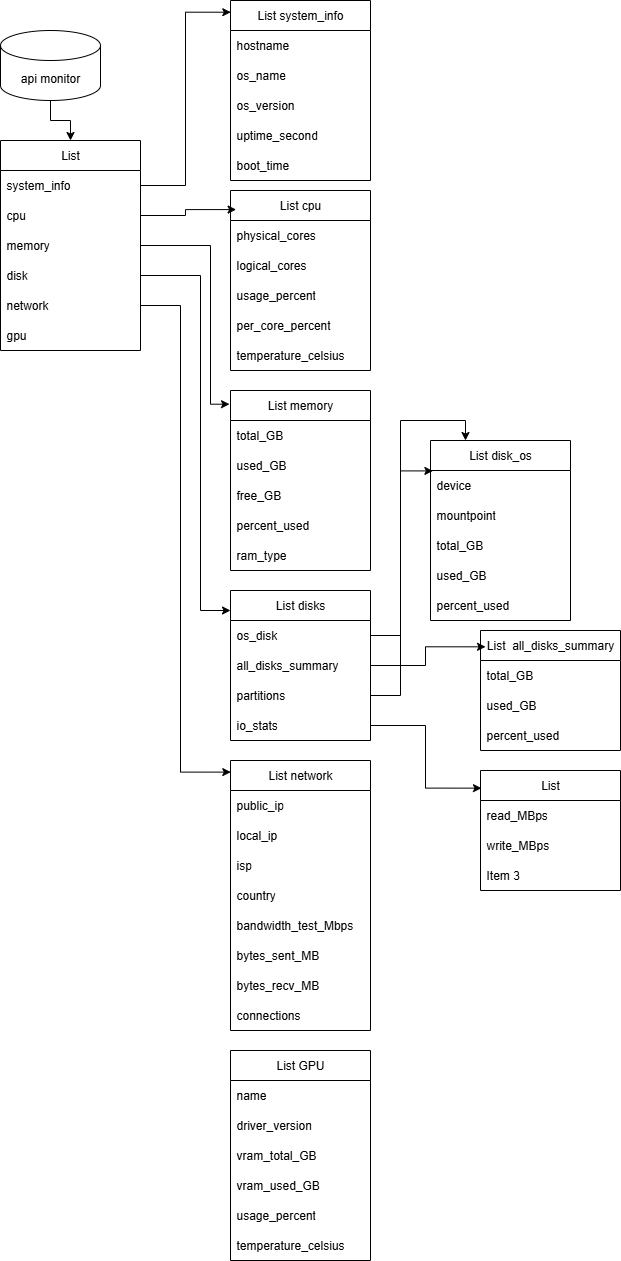 api monitor
List
system_info
cpu
memory
disk
network
gpu
List system_info
hostname
os_name
os_version
uptime_second
boot_time
List cpu
physical_cores
logical_cores
usage_percent
per_core_percent
temperature_celsius
List memory
total_GB
used_GB
free_GB
percent_used
ram_type
List disks
os_disk
all_disks_summary
partitions
io_stats
List disk_os
device
mountpoint
total_GB
used_GB
percent_used
List  all_disks_summary
total_GB
used_GB
percent_used
List
read_MBps
write_MBps
Item 3
List network
public_ip
local_ip
isp
country
bandwidth_test_Mbps
bytes_sent_MB
bytes_recv_MB
connections
List GPU
name
driver_version
vram_total_GB
vram_used_GB
usage_percent
temperature_celsius